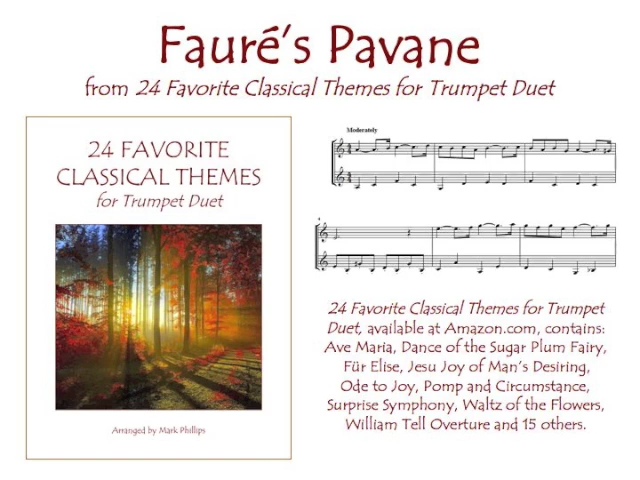 Fauré's Pavane
from 24 Favorite Classical Themes for Trumpet Duet
24 FAVORITE
CLASSICAL THEMES
for Trumpet Duet
Arranged by Mark Phillips
Moderately
4
24 Favorite Classical Themes for Trumpet
Duet, available at Amazon.com, contains:
Ave Maria, Dance of the Sugar Plum Fairy,
Für Elise, Jesu Joy of Man's Desiring,
Ode to Joy, Pomp and Circumstance,
Surprise Symphony, Waltz of the Flowers,
William Tell Overture and 15 others.